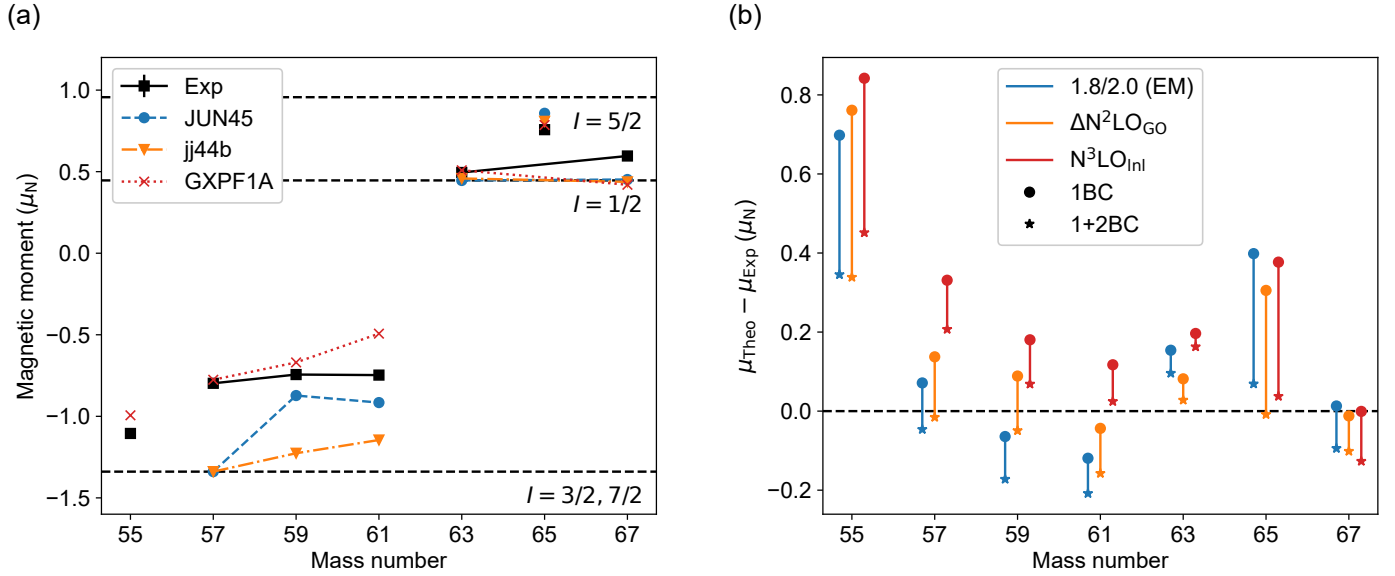 (a)
Magnetic moment (μN)
1.0
0.5
0.0
−0.5
−1.0
−1.5
Exp
JUN45
jj44b
GXPF1A
I = 5/2
I = 1/2
I = 3/2, 7/2
55 57 59 61 63 65 67
Mass number
(b)
μTheo − μExp (μN)
0.8
0.6
0.4
0.2
0.0
−0.2
1.8/2.0 (EM)
ΔN²LOGO
N³LOlnl
1BC
1+2BC
55 57 59 61 63 65 67
Mass number